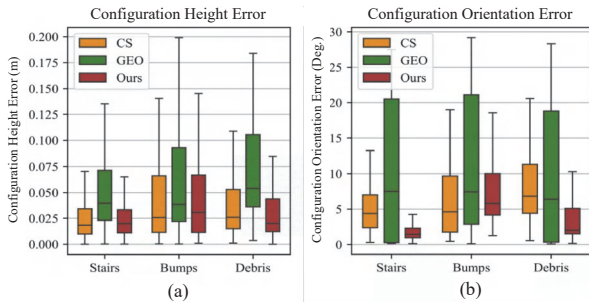 Configuration Height Error
Configuration Height Error (m)
0.200
0.175
0.150
0.125
0.100
0.075
0.050
0.025
0.000
CS
GEO
Ours
Stairs Bumps Debris
(a)
Configuration Orientation Error
Configuration Orientation Error (Deg.)
30
25
20
15
10
5
0
CS
GEO
Ours
Stairs Bumps Debris
(b)